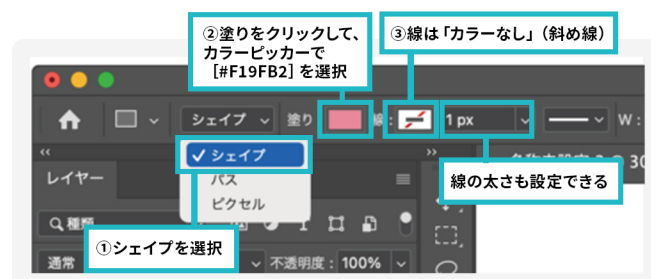 ②塗りをクリックして、
カラーピッカーで
［#F19FB2］を選択
③線は「カラーなし」（斜め線）
シェイプ
塗り
線：
1 px
W：
シェイプ
パス
ピクセル
レイヤー
線の太さも設定できる
種類
①シェイプを選択
通常
不透明度：100%